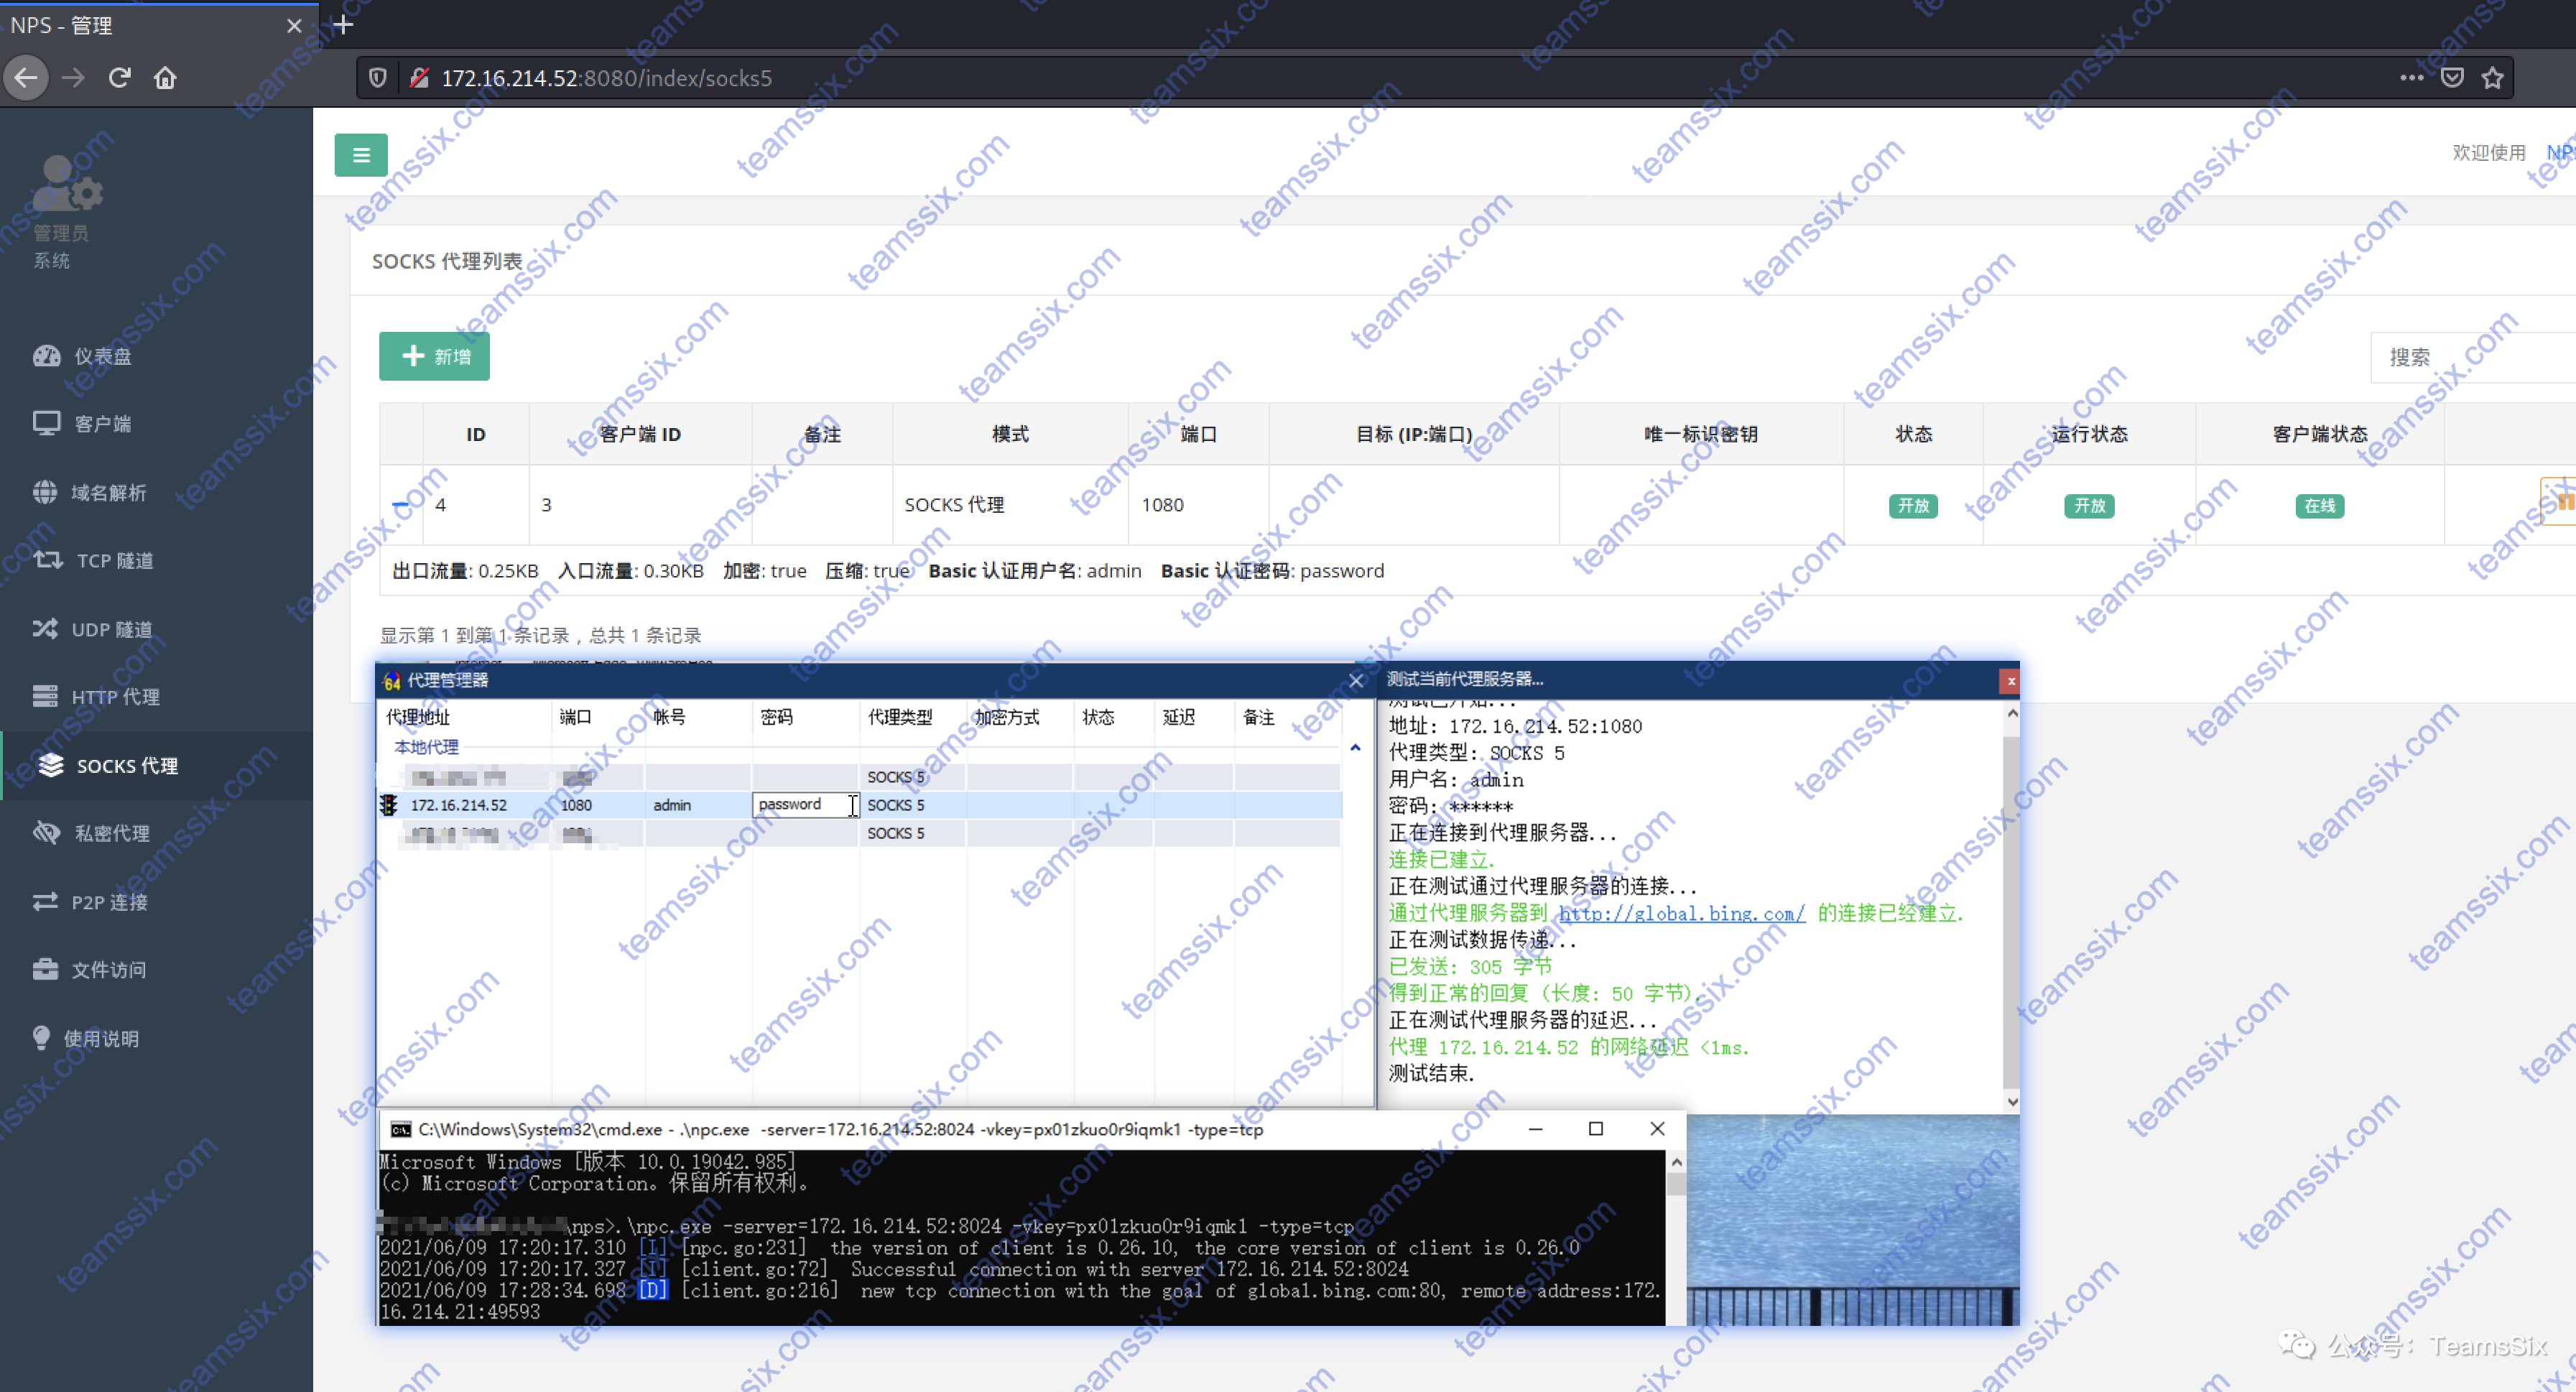 NPS - 管理
172.16.214.52:8080/index/socks5
欢迎使用 NPS
管理员
系统
仪表盘
客户端
域名解析
TCP 隧道
UDP 隧道
HTTP 代理
SOCKS 代理
私密代理
P2P 连接
文件访问
使用说明
SOCKS 代理列表
新增
搜索
ID 客户端 ID 备注 模式 端口 目标 (IP:端口) 唯一标识密钥 状态 运行状态 客户端状态
4 3 SOCKS 代理 1080 开放 开放 在线
出口流量: 0.25KB 入口流量: 0.30KB 加密: true 压缩: true Basic 认证用户名: admin Basic 认证密码: password
显示第 1 到第 1 条记录，总共 1 条记录
64 代理管理器
代理地址 端口 帐号 密码 代理类型 加密方式 状态 延迟 备注
本地代理
SOCKS 5
172.16.214.52 1080 admin password SOCKS 5
SOCKS 5
测试当前代理服务器...
测试已开始...
地址: 172.16.214.52:1080
代理类型: SOCKS 5
用户名: admin
密码: ******
正在连接到代理服务器...
连接已建立.
正在测试通过代理服务器的连接...
通过代理服务器到 http://global.bing.com/ 的连接已经建立.
正在测试数据传递...
已发送: 305 字节
得到正常的回复 (长度: 50 字节).
正在测试代理服务器的延迟...
代理 172.16.214.52 的网络延迟 <1ms.
测试结束.
C:\Windows\System32\cmd.exe - .\npc.exe -server=172.16.214.52:8024 -vkey=px01zkuo0r9iqmk1 -type=tcp
Microsoft Windows [版本 10.0.19042.985]
(c) Microsoft Corporation。保留所有权利。
\nps>.\npc.exe -server=172.16.214.52:8024 -vkey=px01zkuo0r9iqmk1 -type=tcp
2021/06/09 17:20:17.310 [I] [npc.go:231] the version of client is 0.26.10, the core version of client is 0.26.0
2021/06/09 17:20:17.327 [I] [client.go:72] Successful connection with server 172.16.214.52:8024
2021/06/09 17:28:34.698 [D] [client.go:216] new tcp connection with the goal of global.bing.com:80, remote address:172.
16.214.21:49593
公众号: TeamsSix
teamssix.com